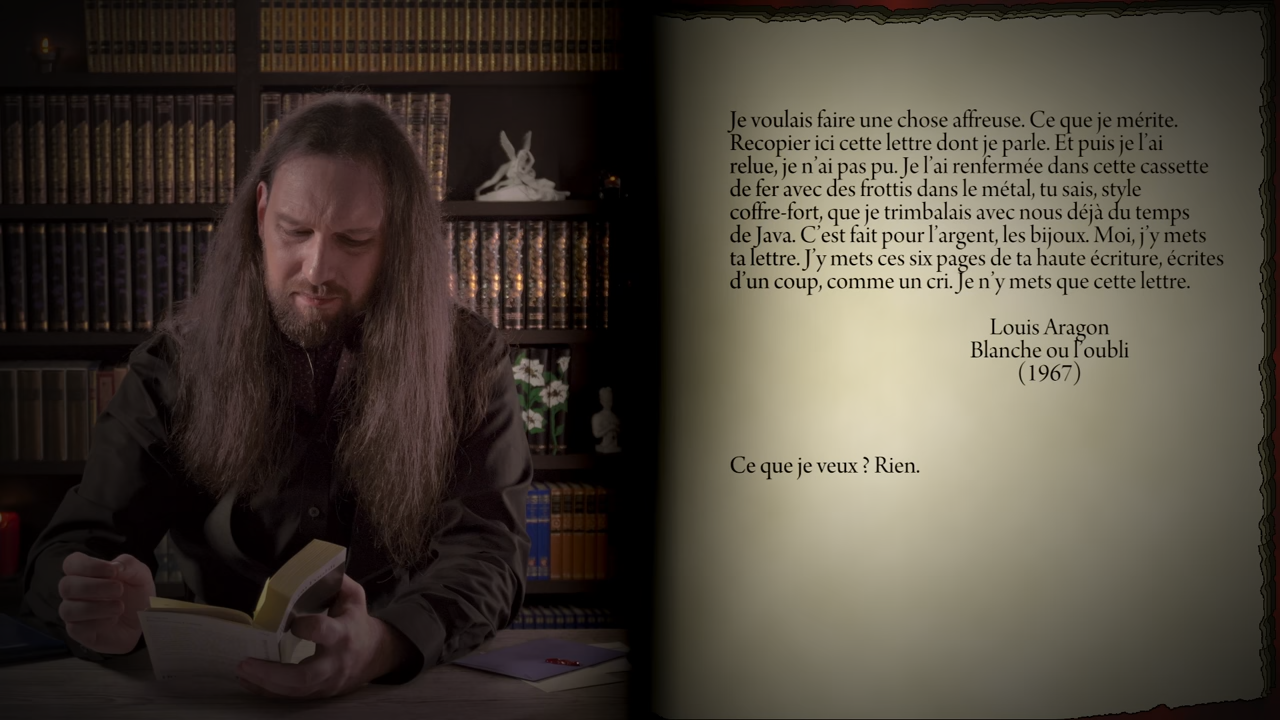 Je voulais faire une chose affreuse. Ce que je mérite.
Recopier ici cette lettre dont je parle. Et puis je l'ai
relue, je n'ai pas pu. Je l'ai renfermée dans cette cassette
de fer avec des frottis dans le métal, tu sais, style
coffre-fort, que je trimbalais avec nous déjà du temps
de Java. C'est fait pour l'argent, les bijoux. Moi, j'y mets
ta lettre. J'y mets ces six pages de ta haute écriture, écrites
d'un coup, comme un cri. Je n'y mets que cette lettre.
Louis Aragon
Blanche ou l'oubli
(1967)
Ce que je veux ? Rien.